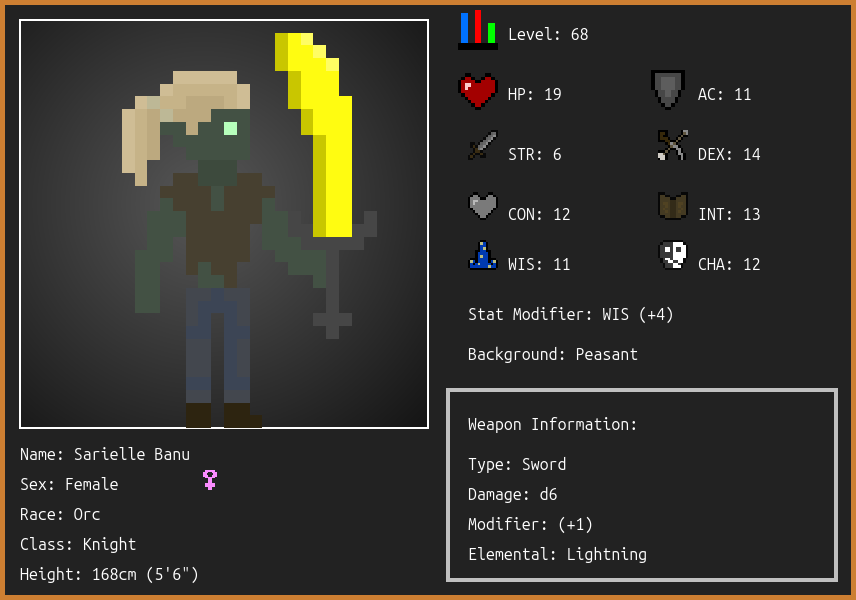 Level: 68
HP: 19
AC: 11
STR: 6
DEX: 14
CON: 12
INT: 13
WIS: 11
CHA: 12
Stat Modifier: WIS (+4)
Background: Peasant
Weapon Information:
Type: Sword
Damage: d6
Modifier: (+1)
Elemental: Lightning
Name: Sarielle Banu
Sex: Female
Race: Orc
Class: Knight
Height: 168cm (5'6")